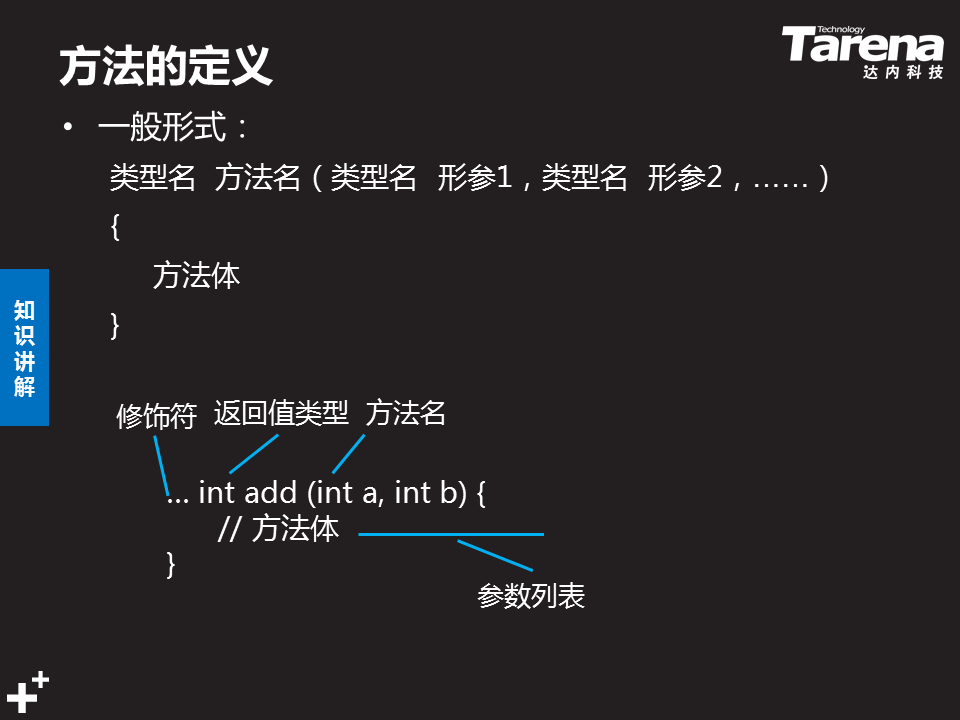 方法的定义
Technology
Tarena
达内科技
• 一般形式：
类型名 方法名（类型名 形参1，类型名 形参2，……）
{
方法体
}
知识讲解
修饰符 返回值类型 方法名
… int add (int a, int b) {
// 方法体
}
参数列表